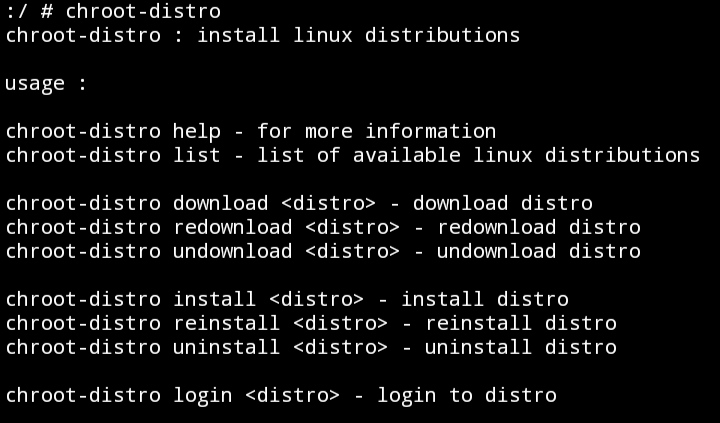 :/ # chroot-distro
chroot-distro : install linux distributions
usage :
chroot-distro help - for more information
chroot-distro list - list of available linux distributions
chroot-distro download <distro> - download distro
chroot-distro redownload <distro> - redownload distro
chroot-distro undownload <distro> - undownload distro
chroot-distro install <distro> - install distro
chroot-distro reinstall <distro> - reinstall distro
chroot-distro uninstall <distro> - uninstall distro
chroot-distro login <distro> - login to distro